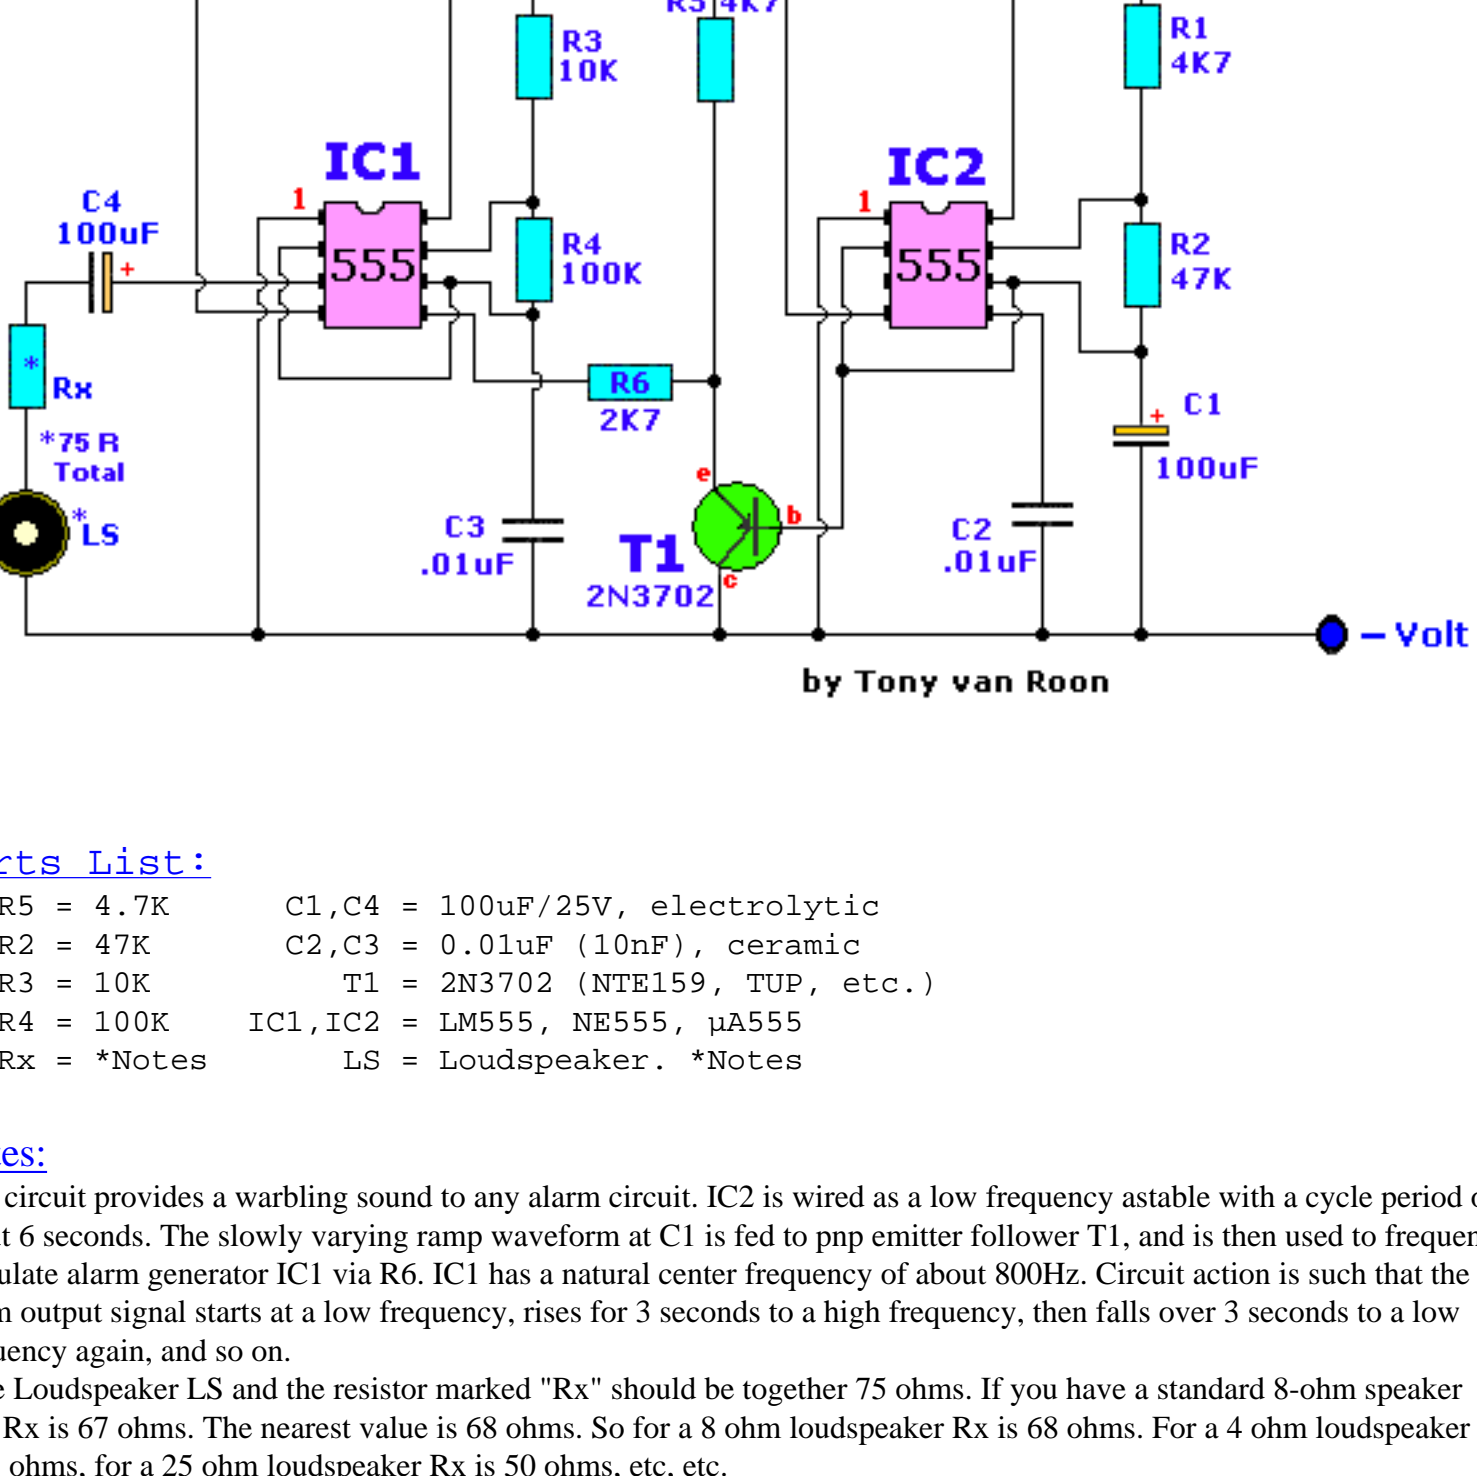 R5 4K7
R3
10K
R1
4K7
IC1
IC2
1
1
C4
100uF
+
555
555
R4
100K
R2
47K
*
Rx
*75 R
Total
*
LS
R6
2K7
C1
+
100uF
e
b
c
C3
.01uF
T1
2N3702
C2
.01uF
– Volt
by Tony van Roon
rts List:
R5 = 4.7K C1,C4 = 100uF/25V, electrolytic
R2 = 47K C2,C3 = 0.01uF (10nF), ceramic
R3 = 10K T1 = 2N3702 (NTE159, TUP, etc.)
R4 = 100K IC1,IC2 = LM555, NE555, µA555
Rx = *Notes LS = Loudspeaker. *Notes
tes:
circuit provides a warbling sound to any alarm circuit. IC2 is wired as a low frequency astable with a cycle period o
t 6 seconds. The slowly varying ramp waveform at C1 is fed to pnp emitter follower T1, and is then used to frequen
ulate alarm generator IC1 via R6. IC1 has a natural center frequency of about 800Hz. Circuit action is such that the
m output signal starts at a low frequency, rises for 3 seconds to a high frequency, then falls over 3 seconds to a low
uency again, and so on.
e Loudspeaker LS and the resistor marked "Rx" should be together 75 ohms. If you have a standard 8-ohm speaker
Rx is 67 ohms. The nearest value is 68 ohms. So for a 8 ohm loudspeaker Rx is 68 ohms. For a 4 ohm loudspeaker
ohms, for a 25 ohm loudspeaker Rx is 50 ohms, etc, etc.